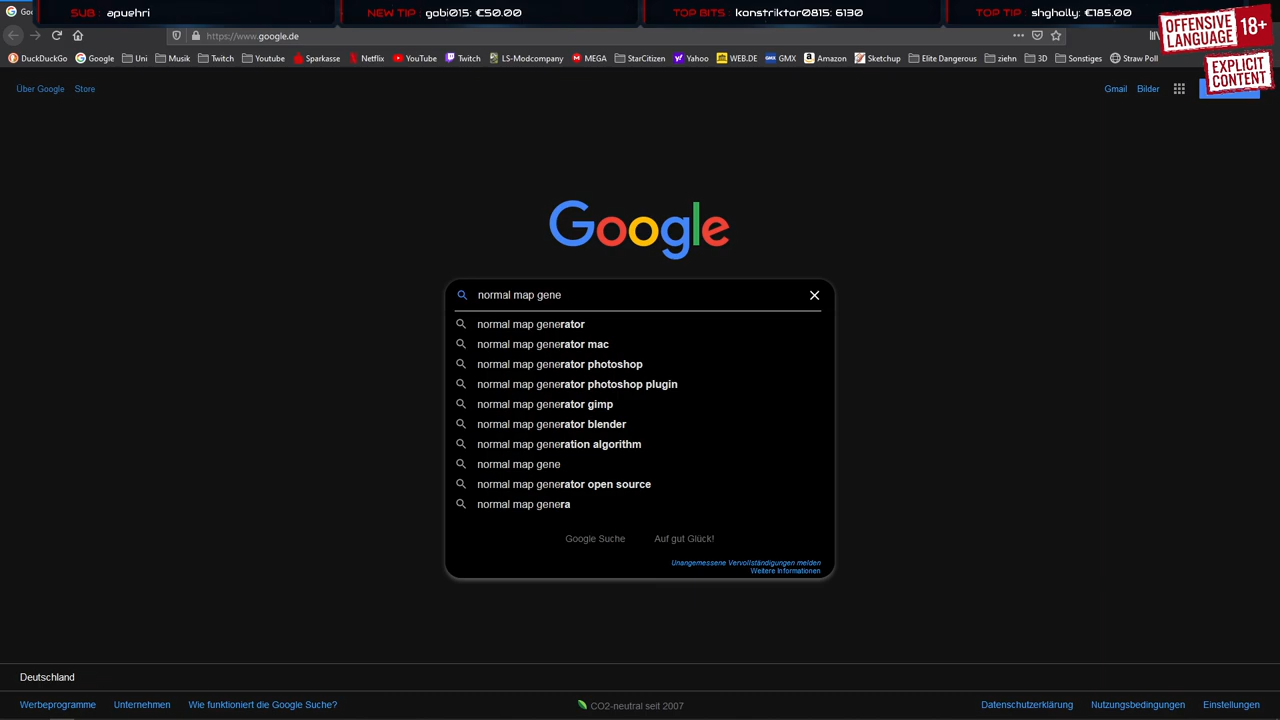 SUB : apuehri
NEW TIP : gobi015: €50.00
TOP BITS : konstriktor0815: 6130
TOP TIP : shgholly: €185.00
OFFENSIVE LANGUAGE 18+
EXPLICIT CONTENT
https://www.google.de
DuckDuckGo Google Uni Musik Twitch Youtube Sparkasse Netflix YouTube Twitch LS-Modcompany MEGA StarCitizen Yahoo WEB.DE GMX Amazon Sketchup Elite Dangerous ziehn 3D Sonstiges Straw Poll
Über Google Store
Gmail Bilder
Google
normal map gene
normal map generator
normal map generator mac
normal map generator photoshop
normal map generator photoshop plugin
normal map generator gimp
normal map generator blender
normal map generation algorithm
normal map gene
normal map generator open source
normal map genera
Google Suche Auf gut Glück!
Unangemessene Vervollständigungen melden
Weitere Informationen
Deutschland
Werbeprogramme Unternehmen Wie funktioniert die Google Suche? CO2-neutral seit 2007 Datenschutzerklärung Nutzungsbedingungen Einstellungen